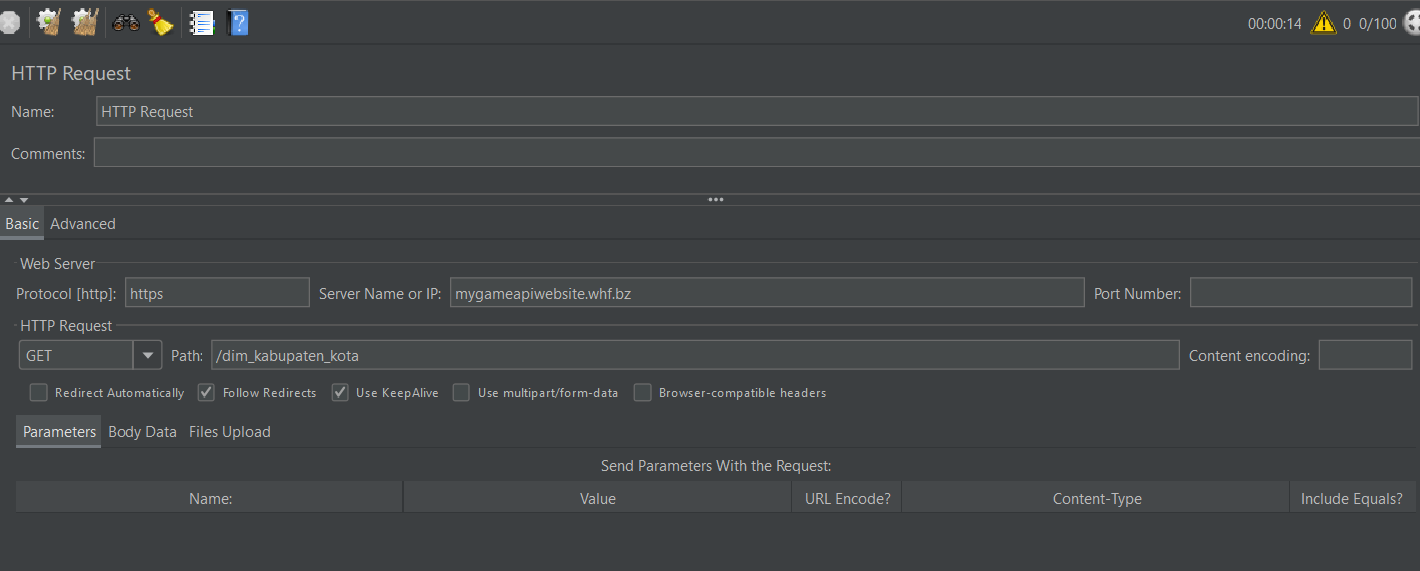 00:00:14 0 0/100
HTTP Request
Name: HTTP Request
Comments:
Basic Advanced
Web Server
Protocol [http]: https Server Name or IP: mygameapiwebsite.whf.bz Port Number:
HTTP Request
GET Path: /dim_kabupaten_kota Content encoding:
Redirect Automatically Follow Redirects Use KeepAlive Use multipart/form-data Browser-compatible headers
Parameters Body Data Files Upload
Send Parameters With the Request:
Name: Value URL Encode? Content-Type Include Equals?